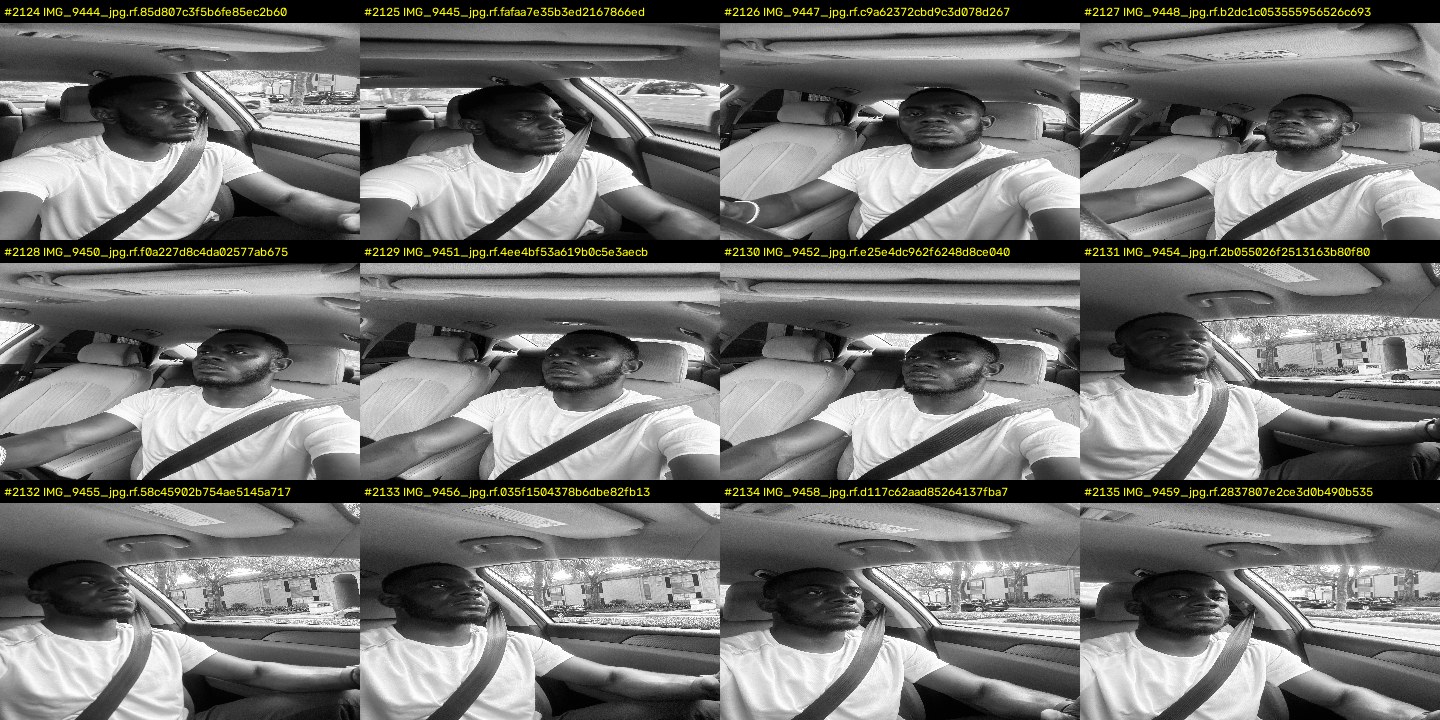 #2124 IMG_9444_jpg.rf.85d807c3f5b6fe85ec2b60
#2125 IMG_9445_jpg.rf.fafaa7e35b3ed2167866ed
#2126 IMG_9447_jpg.rf.c9a62372cbd9c3d078d267
#2127 IMG_9448_jpg.rf.b2dc1c053555956526c693
#2128 IMG_9450_jpg.rf.f0a227d8c4da02577ab675
#2129 IMG_9451_jpg.rf.4ee4bf53a619b0c5e3aecb
#2130 IMG_9452_jpg.rf.e25e4dc962f6248d8ce040
#2131 IMG_9454_jpg.rf.2b055026f2513163b80f80
#2132 IMG_9455_jpg.rf.58c45902b754ae5145a717
#2133 IMG_9456_jpg.rf.035f1504378b6dbe82fb13
#2134 IMG_9458_jpg.rf.d117c62aad85264137fba7
#2135 IMG_9459_jpg.rf.2837807e2ce3d0b490b535